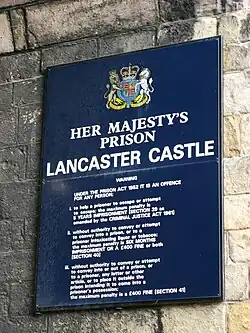 HER MAJESTY'S
PRISON
LANCASTER CASTLE
WARNING
UNDER THE PRISON ACT 1952 IT IS AN OFFENCE
FOR ANY PERSON:
i. to help a prisoner to escape or attempt
to escape: the maximum penalty is
5 YEARS IMPRISONMENT [SECTION 39 as
amended by the CRIMINAL JUSTICE ACT 1961]
ii. without authority to convey or attempt
to convey into a prison, or to a
prisoner intoxicating liquor or tobacco:
the maximum penalty is SIX MONTHS
IMPRISONMENT OR A £400 FINE or both
[SECTION 40]
iii. without authority to convey or attempt
to convey into or out of a prison, or
to a prisoner, any letter or other
article, or to place it outside the
prison intending it to come into a
prisoner's possession:
the maximum penalty is a £400 FINE [SECTION 41]